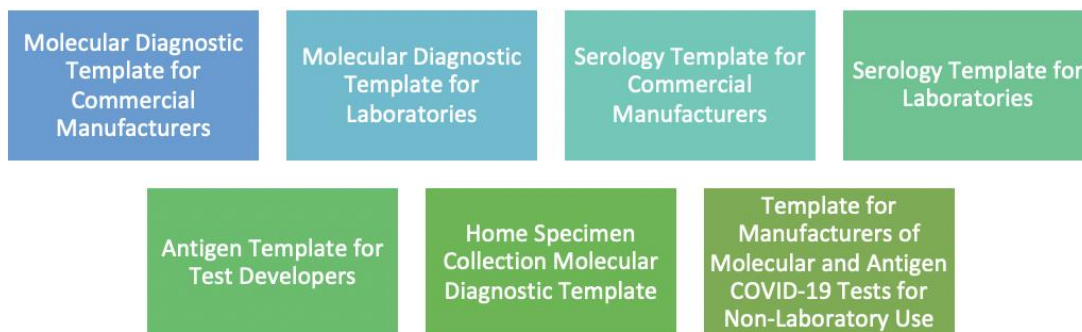 Molecular Diagnostic
Template for
Commercial
Manufacturers
Molecular Diagnostic
Template for
Laboratories
Serology Template for
Commercial
Manufacturers
Serology Template for
Laboratories
Antigen Template for
Test Developers
Home Specimen
Collection Molecular
Diagnostic Template
Template for
Manufacturers of
Molecular and Antigen
COVID-19 Tests for
Non-Laboratory Use